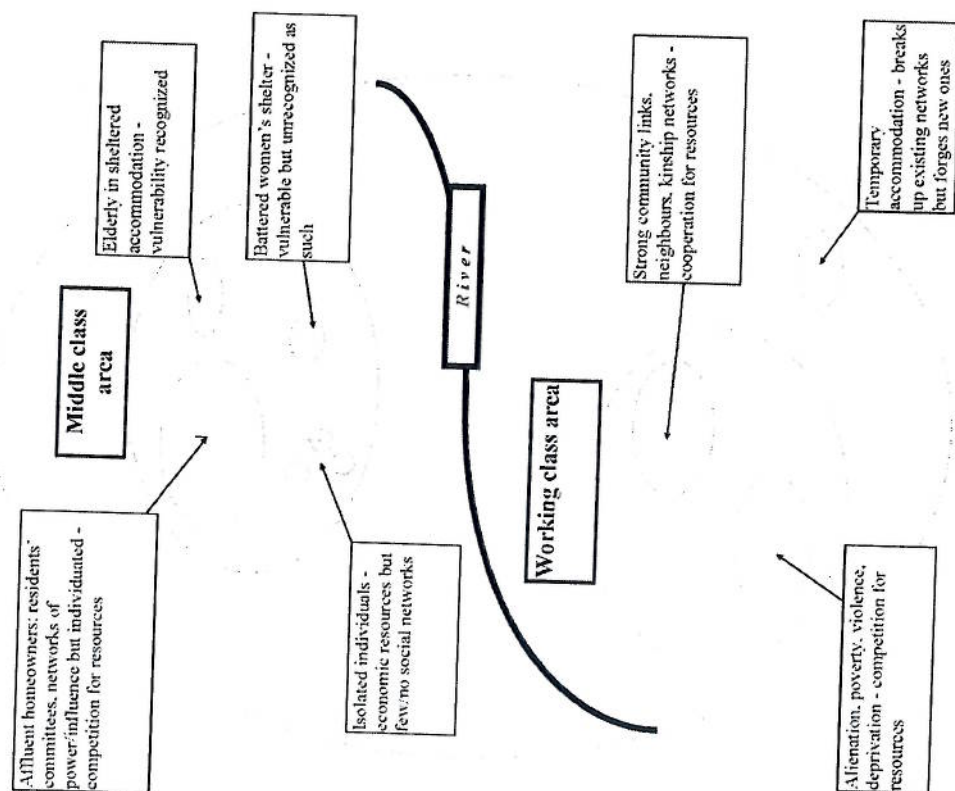 Affluent homeowners: residents'
committees, networks of
power/influence but individuated -
competition for resources
Middle class
area
Elderly in sheltered
accommodation -
vulnerability recognized
Isolated individuals -
economic resources but
few/no social networks
Battered women's shelter -
vulnerable but unrecognized as
such
River
Working class area
Strong community links,
neighbours, kinship networks -
cooperation for resources
Alienation, poverty, violence,
deprivation - competition for
resources
Temporary
accommodation - breaks
up existing networks
but forges new ones